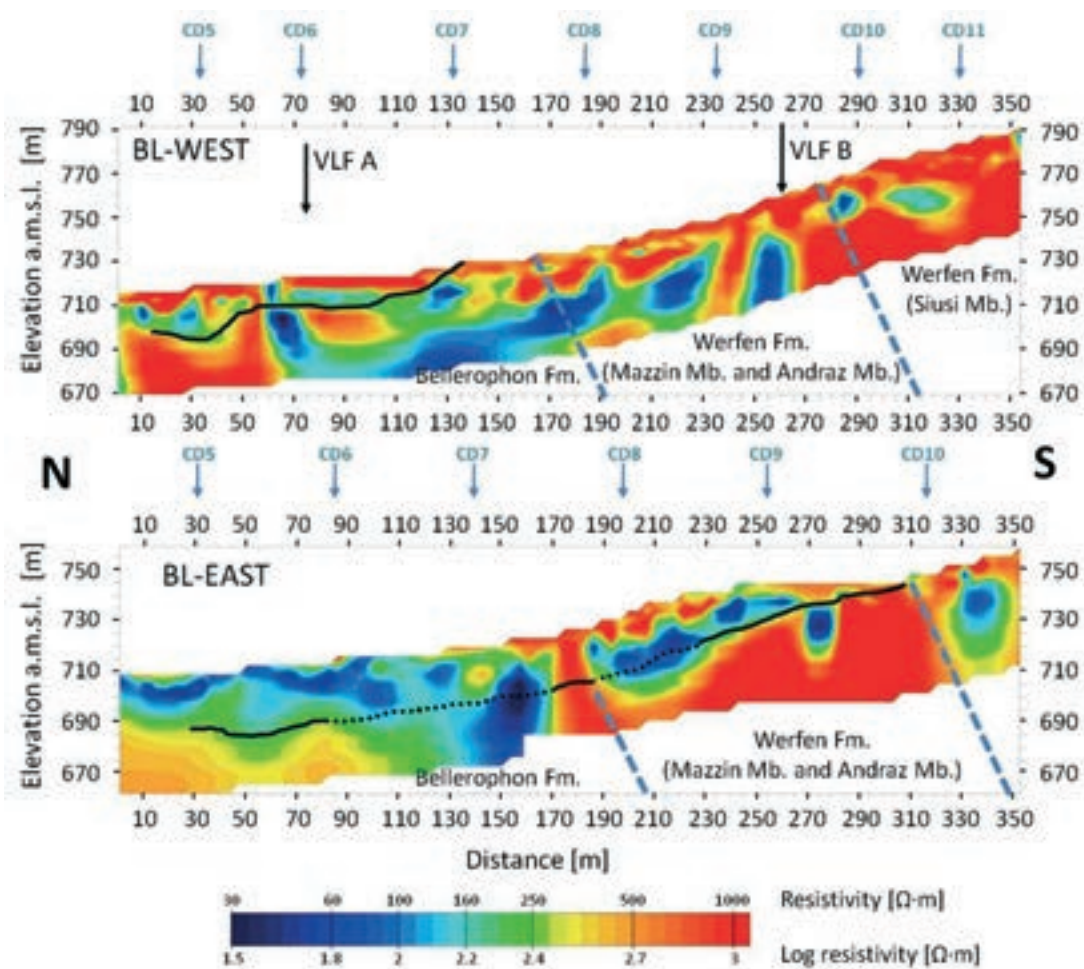 CD5 CD6 CD7 CD8 CD9 CD10 CD11
10 30 50 70 90 110 130 150 170 190 210 230 250 270 290 310 330 350
790 BL-WEST VLF A VLF B 790
770 770
750 750
730 730
710 Werfen Fm. 710
(Siusi Mb.)
690 Werfen Fm. 690
Bellerophon Fm. (Mazzin Mb. and Andraz Mb.)
670 670
Elevation a.m.s.l. [m]
10 30 50 70 90 110 130 150 170 190 210 230 250 270 290 310 330 350
N CD5 CD6 CD7 CD8 CD9 CD10 S
10 30 50 70 90 110 130 150 170 190 210 230 250 270 290 310 330 350
750 BL-EAST 750
730 730
710 710
690 690
Werfen Fm.
670 Bellerophon Fm. (Mazzin Mb. and Andraz Mb.) 670
Elevation a.m.s.l. [m]
10 30 50 70 90 110 130 150 170 190 210 230 250 270 290 310 330 350
Distance [m]
30 60 100 160 250 500 1000 Resistivity [Ω·m]
1.5 1.8 2 2.2 2.4 2.7 3 Log resistivity [Ω·m]